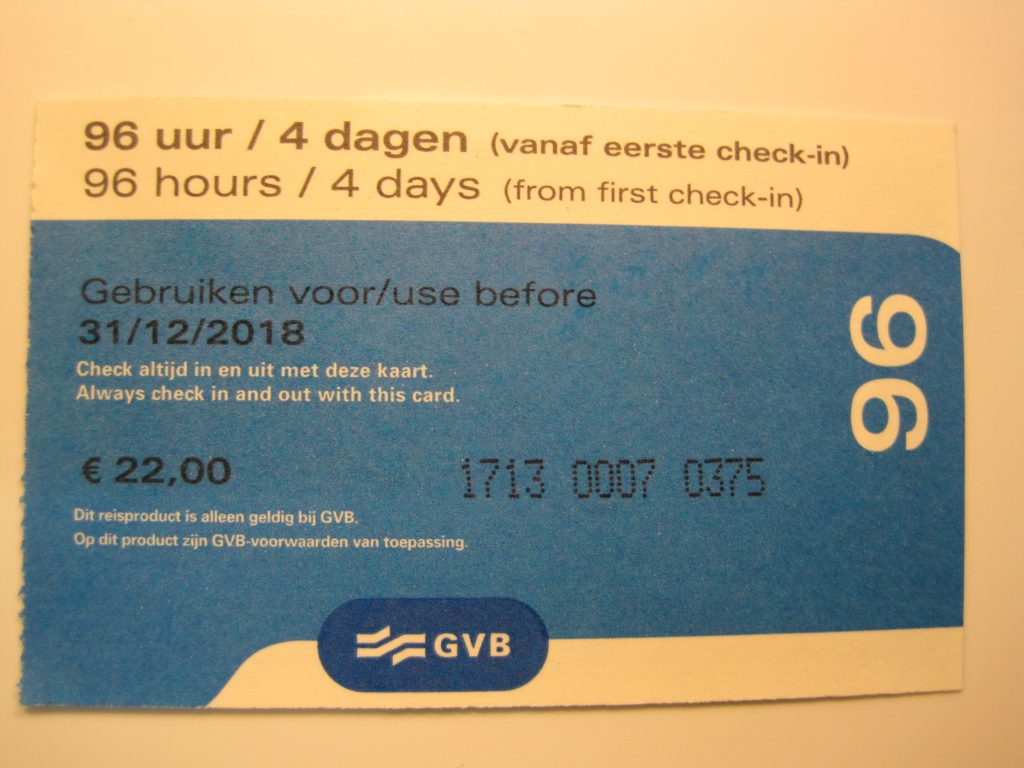 96 uur / 4 dagen (vanaf eerste check-in)
96 hours / 4 days (from first check-in)
Gebruiken voor/use before
31/12/2018
Check altijd in en uit met deze kaart.
Always check in and out with this card.
96
€ 22,00
1713 0007 0375
Dit reisproduct is alleen geldig bij GVB.
Op dit product zijn GVB-voorwaarden van toepassing.
GVB